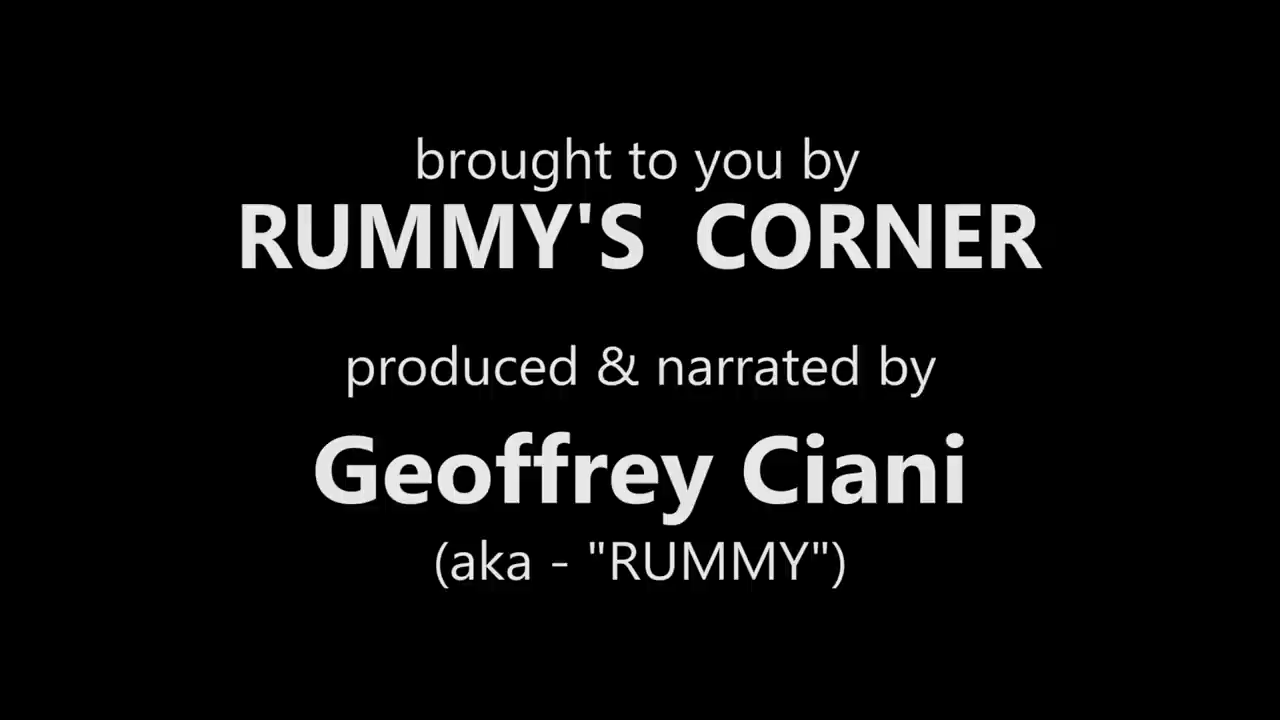 brought to you by
RUMMY'S CORNER
produced & narrated by
Geoffrey Ciani
(aka - "RUMMY")